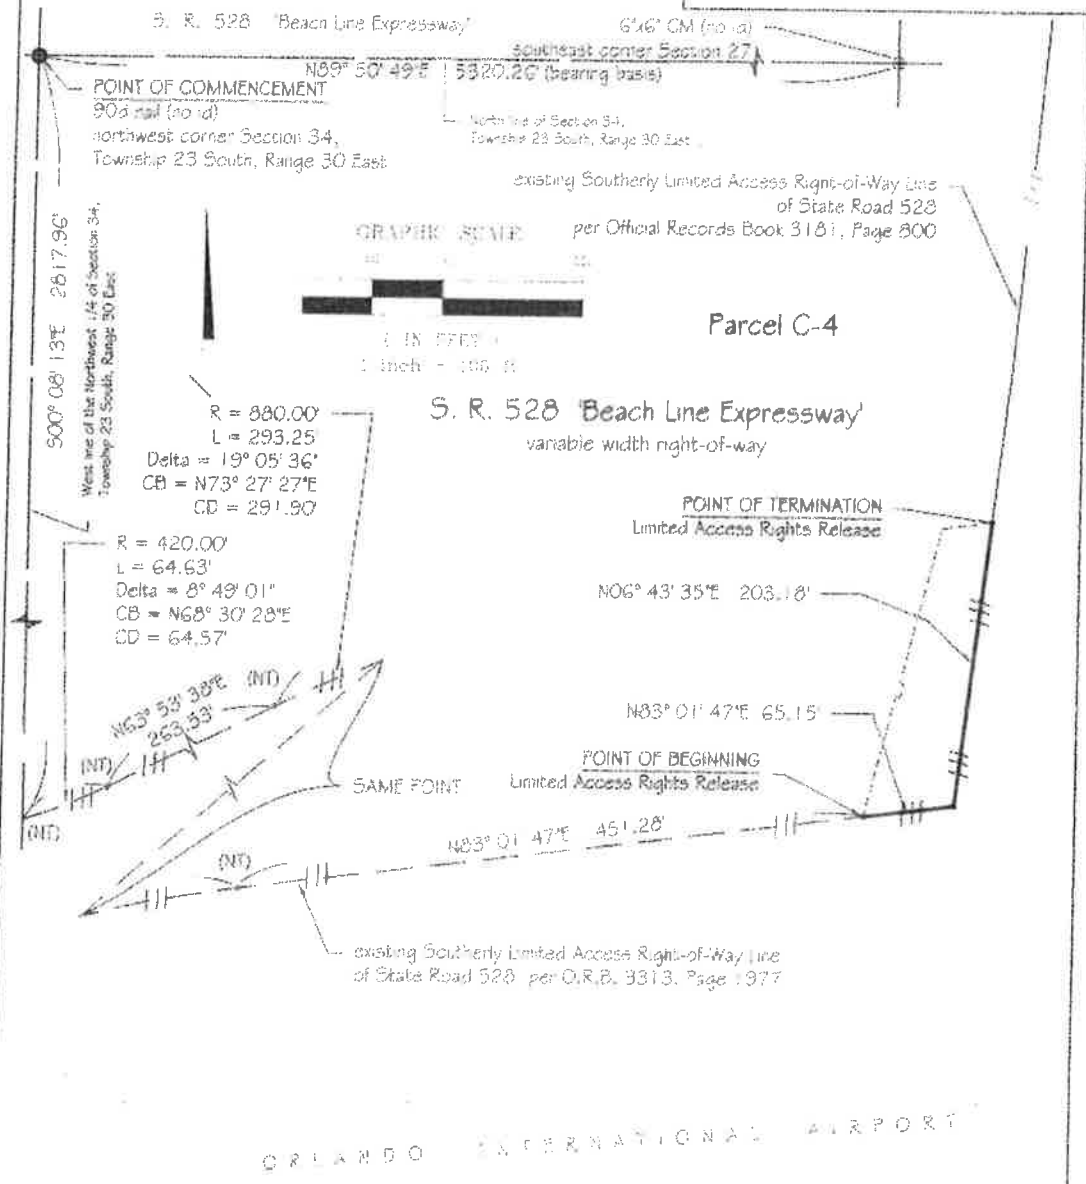 S. R. 528 'Beach Line Expressway'
6"x6" CM (no id)
southeast corner Section 27
N89° 50' 49"E 5320.26' (bearing basis)
POINT OF COMMENCEMENT
90d nail (no id)
northwest corner Section 34,
Township 23 South, Range 30 East
North line of Section 34,
Township 23 South, Range 30 East
existing Southerly Limited Access Right-of-Way Line
of State Road 528
per Official Records Book 3181, Page 800
S00° 08' 13"E 2817.96'
West line of the Northwest 1/4 of Section 34,
Township 23 South, Range 30 East
GRAPHIC SCALE
( IN FEET )
1 inch = 100 ft
Parcel C-4
S. R. 528 'Beach Line Expressway'
variable width right-of-way
R = 880.00'
L = 293.25'
Delta = 19° 05' 36"
CB = N73° 27' 27"E
CD = 291.90'
R = 420.00'
L = 64.63'
Delta = 8° 49' 01"
CB = N68° 30' 28"E
CD = 64.57'
POINT OF TERMINATION
Limited Access Rights Release
N06° 43' 35"E 203.18'
N63° 53' 38"E
263.53'
(NT)
(NT)
(NT)
N83° 01' 47"E 65.15'
POINT OF BEGINNING
Limited Access Rights Release
SAME POINT
N83° 01' 47"E 451.28'
(NT)
existing Southerly Limited Access Right-of-Way Line
of State Road 528 per O.R.B. 3313, Page 1977
ORLANDO INTERNATIONAL AIRPORT